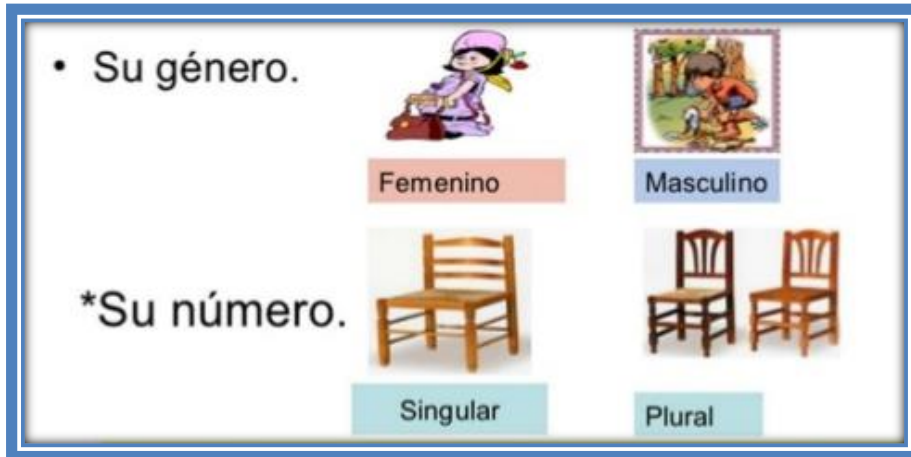 • Su género.
Femenino
Masculino
*Su número.
Singular
Plural